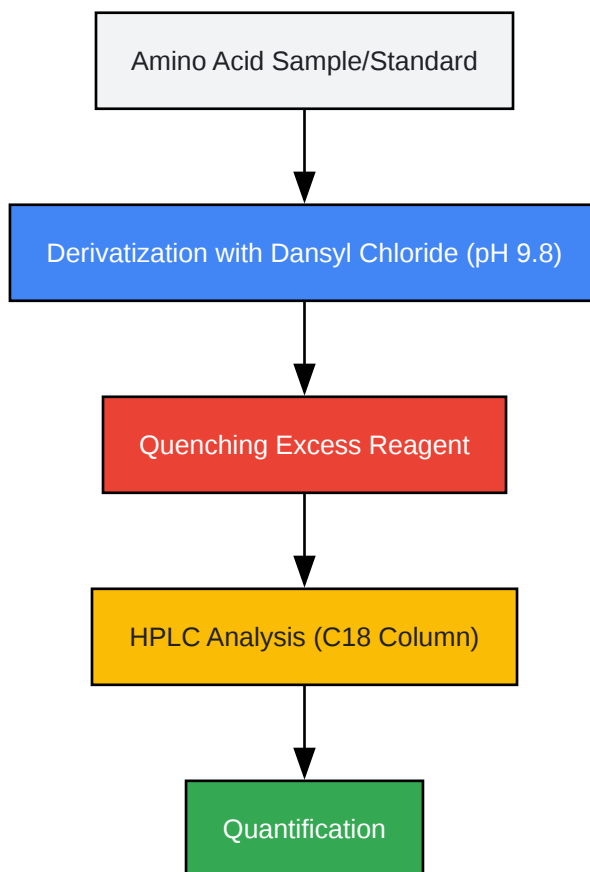 Amino Acid Sample/Standard
Derivatization with Dansyl Chloride (pH 9.8)
Quenching Excess Reagent
HPLC Analysis (C18 Column)
Quantification